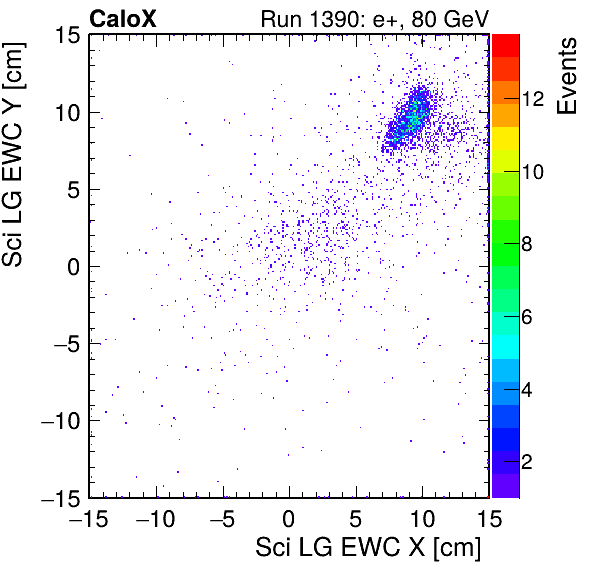 CaloX
Run 1390: e+, 80 GeV
Sci LG EWC Y [cm]
15
10
5
0
−5
−10
−15
−15 −10 −5 0 5 10 15
Sci LG EWC X [cm]
Events
12
10
8
6
4
2